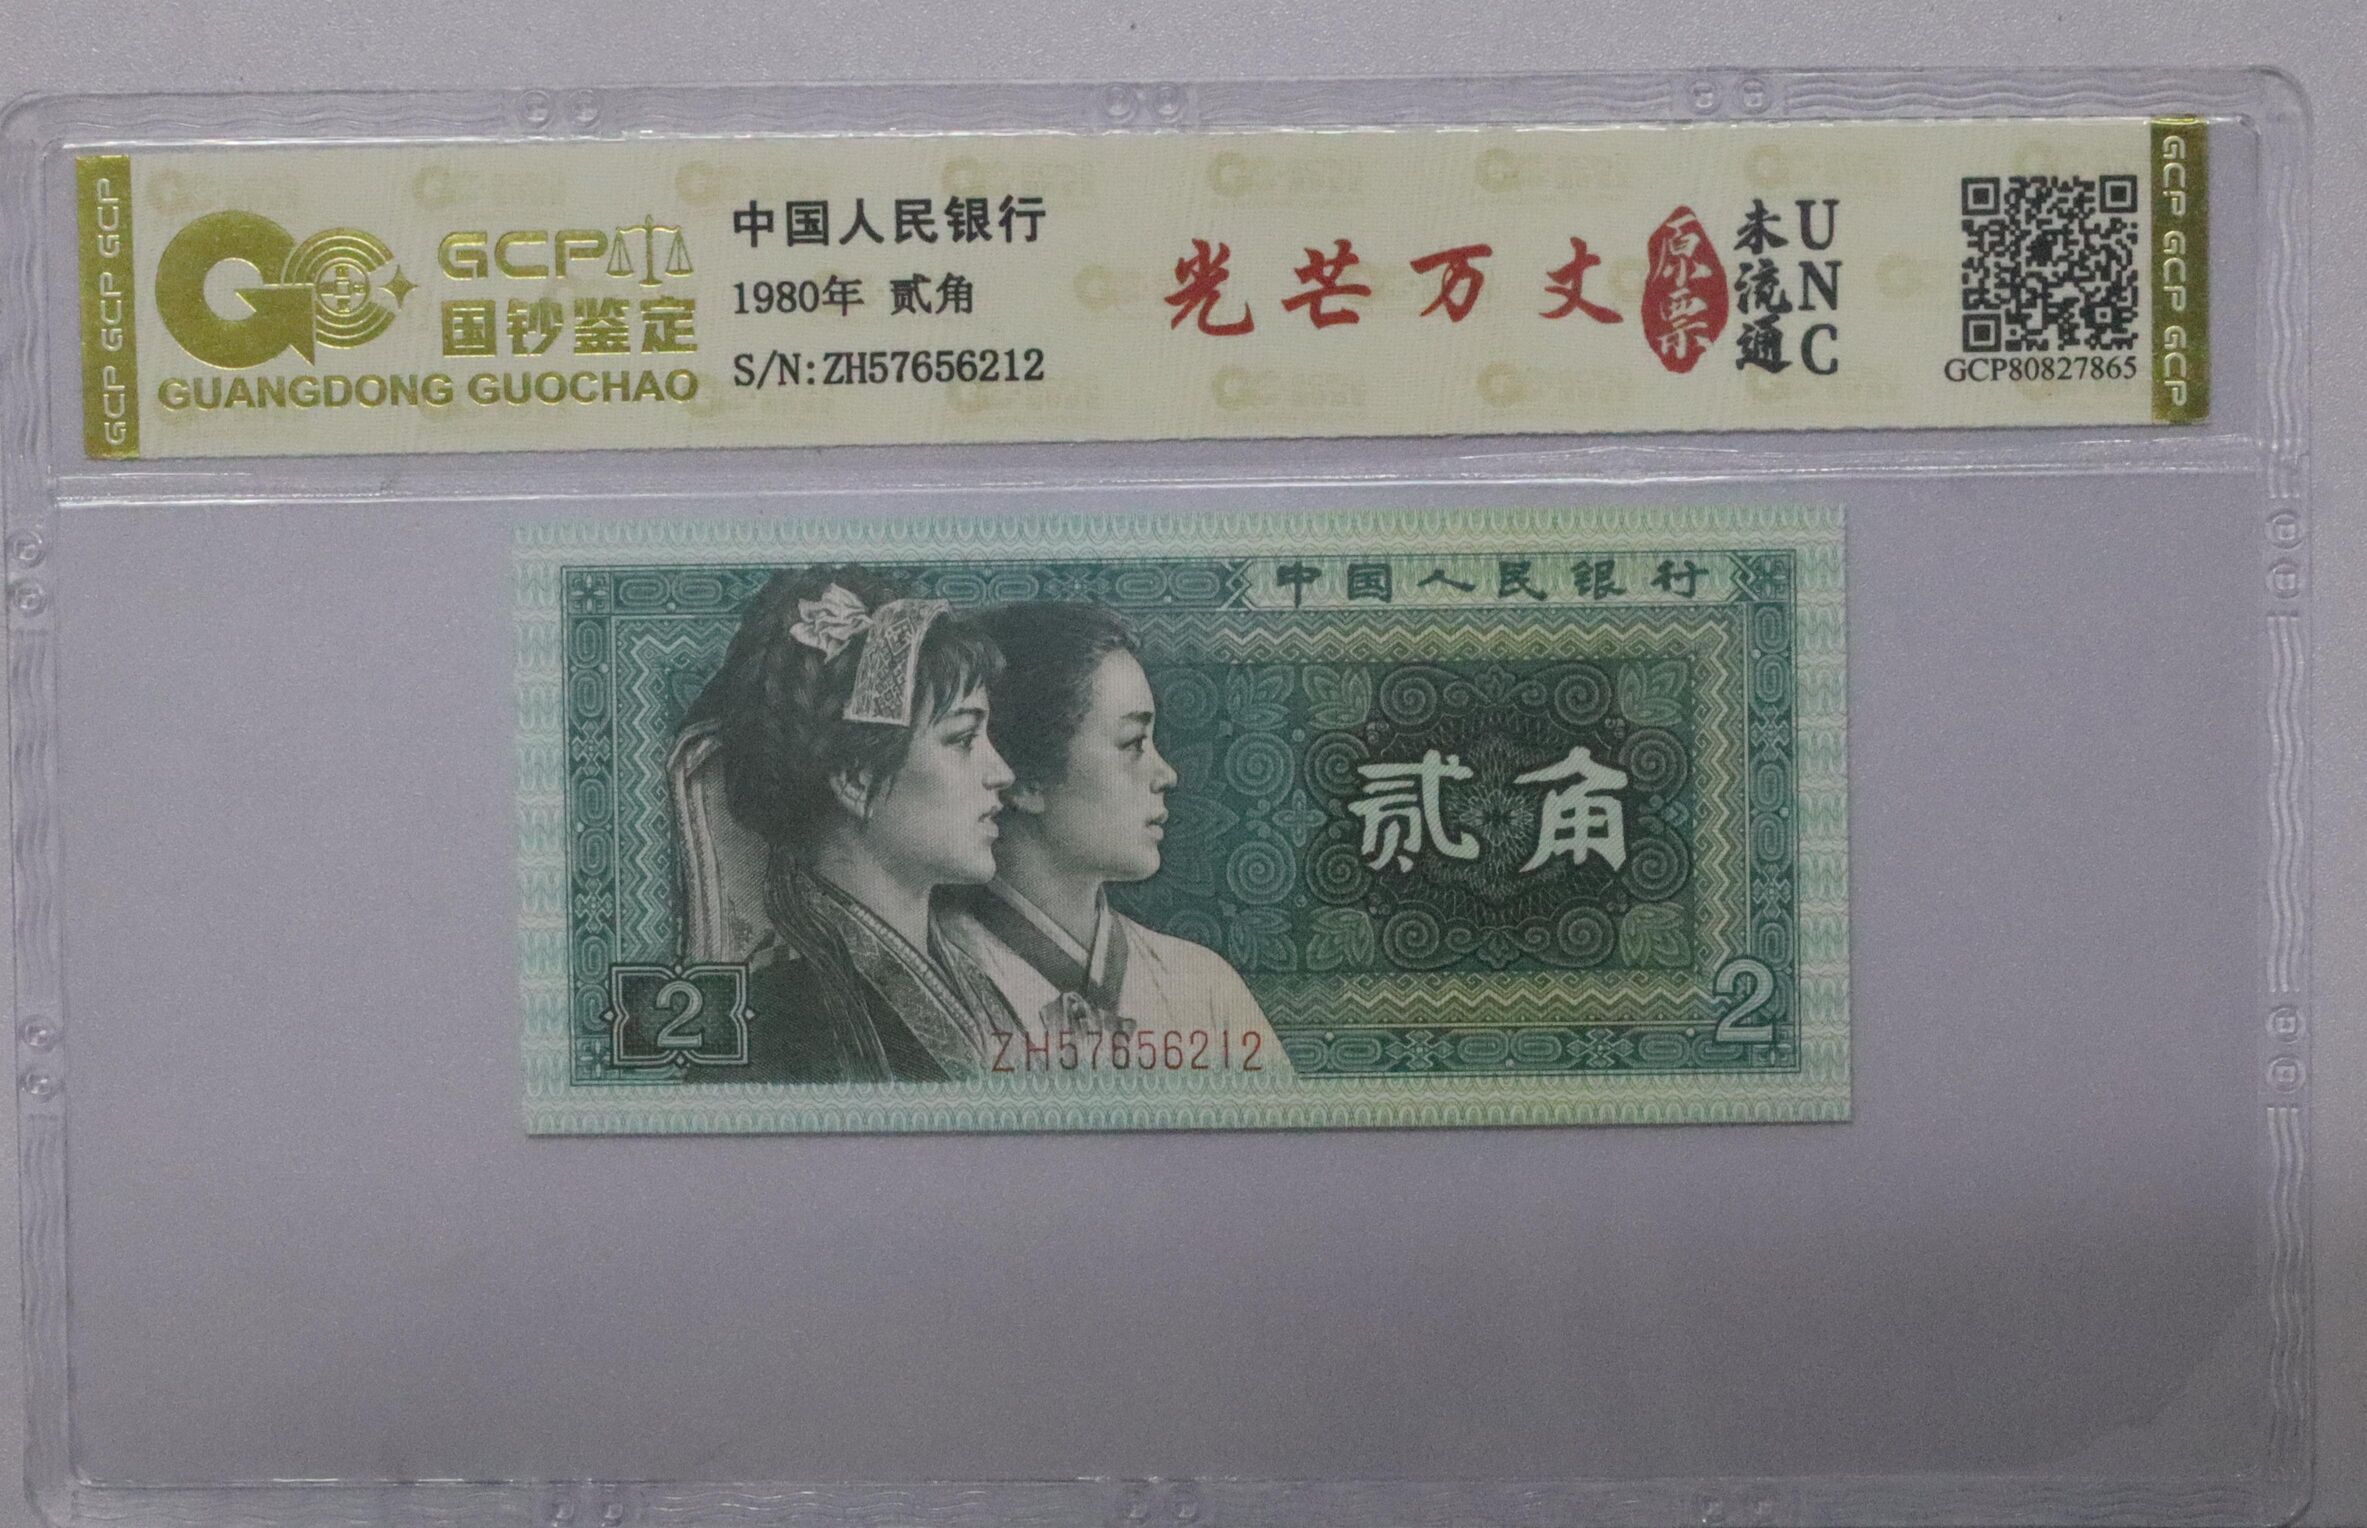 GCP GCP GCP
GCP
国钞鉴定
GUANGDONG GUOCHAO
中国人民银行
1980年 贰角
S/N:ZH57656212
光芒万丈
原票
未流通
UNC
GCP80827865
GCP GCP GCP
中国人民银行
贰角
2
ZH57656212
2